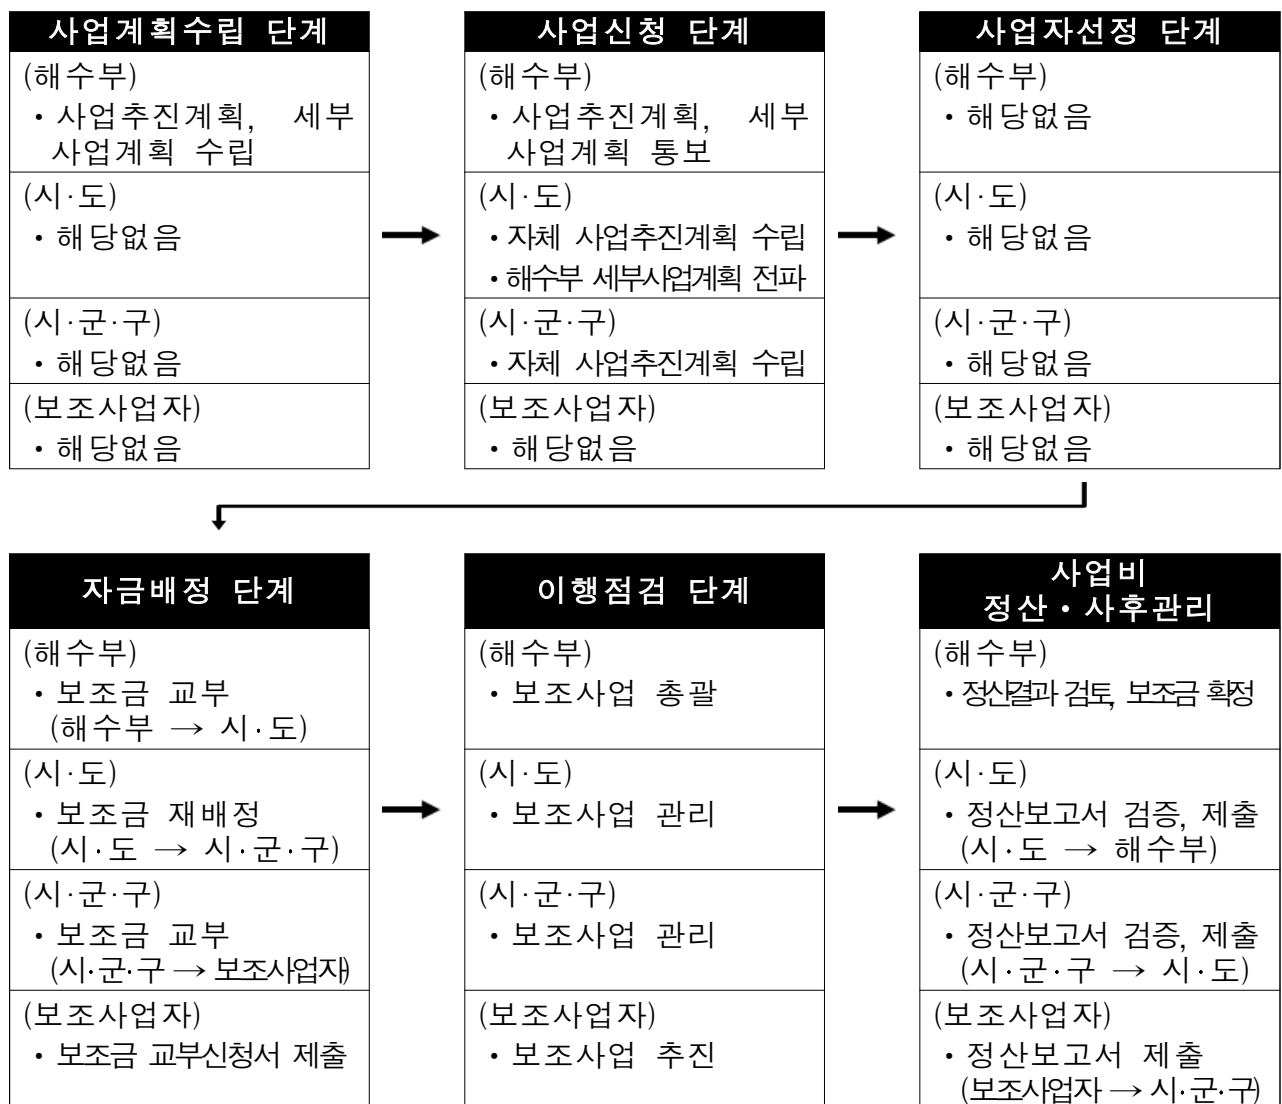 사업계획수립 단계
(해수부)
• 사업추진계획, 세부
사업계획 수립
(시·도)
• 해당없음
(시·군·구)
• 해당없음
(보조사업자)
• 해당없음
사업신청 단계
(해수부)
• 사업추진계획, 세부
사업계획 통보
(시·도)
• 자체 사업추진계획 수립
• 해수부 세부사업계획 전파
(시·군·구)
• 자체 사업추진계획 수립
(보조사업자)
• 해당없음
사업자선정 단계
(해수부)
• 해당없음
(시·도)
• 해당없음
(시·군·구)
• 해당없음
(보조사업자)
• 해당없음
자금배정 단계
(해수부)
• 보조금 교부
(해수부 → 시·도)
(시·도)
• 보조금 재배정
(시·도 → 시·군·구)
(시·군·구)
• 보조금 교부
(시·군·구 → 보조사업자)
(보조사업자)
• 보조금 교부신청서 제출
이행점검 단계
(해수부)
• 보조사업 총괄
(시·도)
• 보조사업 관리
(시·군·구)
• 보조사업 관리
(보조사업자)
• 보조사업 추진
사업비
정산·사후관리
(해수부)
• 정산결과 검토, 보조금 확정
(시·도)
• 정산보고서 검증, 제출
(시·도 → 해수부)
(시·군·구)
• 정산보고서 검증, 제출
(시·군·구 → 시·도)
(보조사업자)
• 정산보고서 제출
(보조사업자 → 시·군·구)